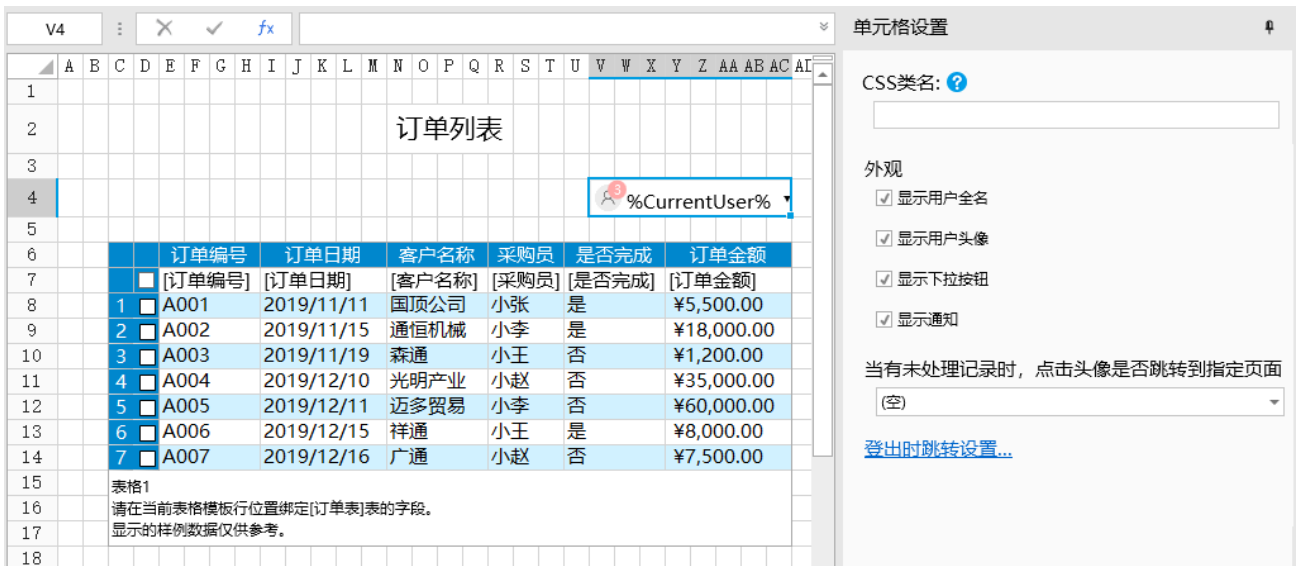 V4 fx 单元格设置
A B C D E F G H I J K L M N O P Q R S T U V W X Y Z AA AB AC AD
CSS类名: ?
1
2 订单列表
3
外观
4 3 %CurrentUser%
显示用户全名
5
显示用户头像
6 订单编号 订单日期 客户名称 采购员 是否完成 订单金额
7 [订单编号] [订单日期] [客户名称] [采购员] [是否完成] [订单金额]
显示下拉按钮
8 1 A001 2019/11/11 国顶公司 小张 是 ¥5,500.00
显示通知
9 2 A002 2019/11/15 通恒机械 小李 是 ¥18,000.00
10 3 A003 2019/11/19 森通 小王 否 ¥1,200.00
当有未处理记录时，点击头像是否跳转到指定页面
11 4 A004 2019/12/10 光明产业 小赵 否 ¥35,000.00
12 5 A005 2019/12/11 迈多贸易 小李 否 ¥60,000.00
(空)
13 6 A006 2019/12/15 祥通 小王 是 ¥8,000.00
登出时跳转设置...
14 7 A007 2019/12/16 广通 小赵 否 ¥7,500.00
15 表格1
16 请在当前表格模板行位置绑定[订单表]表的字段。
17 显示的样例数据仅供参考。
18